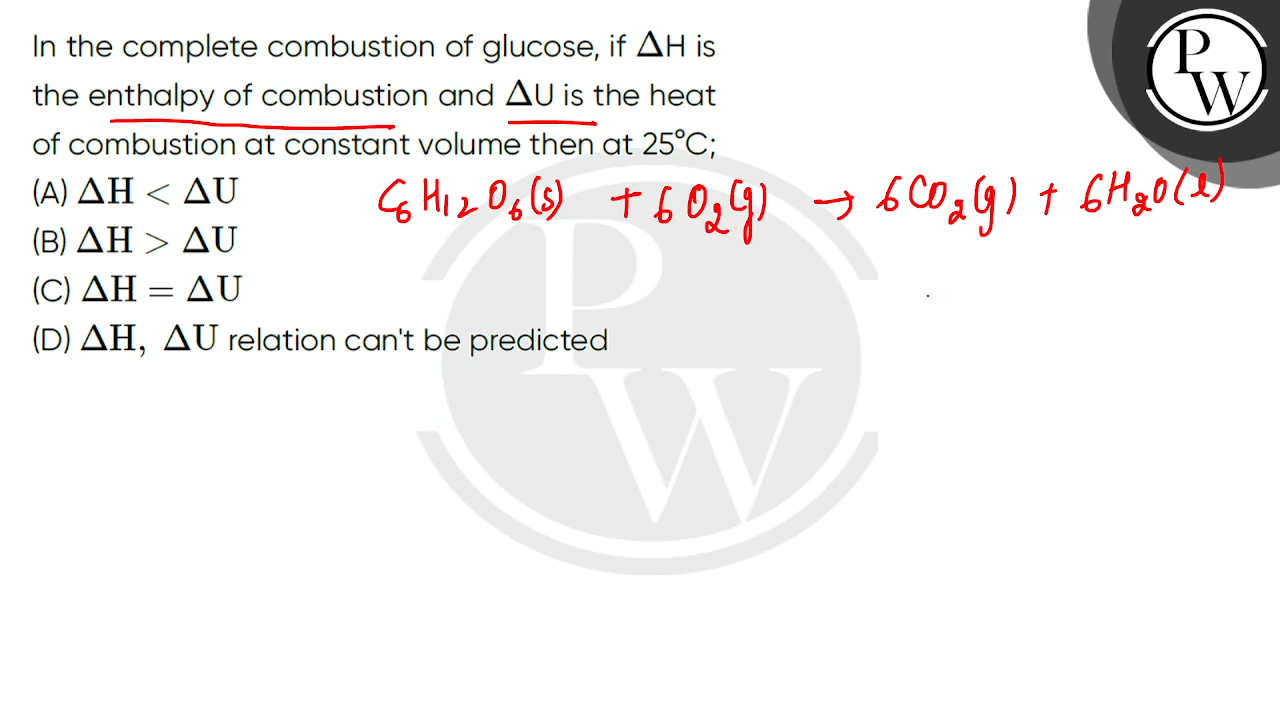 In the complete combustion of glucose, if ΔH is
the enthalpy of combustion and ΔU is the heat
of combustion at constant volume then at 25°C;
(A) ΔH < ΔU
(B) ΔH > ΔU
(C) ΔH = ΔU
(D) ΔH, ΔU relation can't be predicted
C₆H₁₂O₆(s) + 6O₂(g) → 6CO₂(g) + 6H₂O(l)
PW
PW